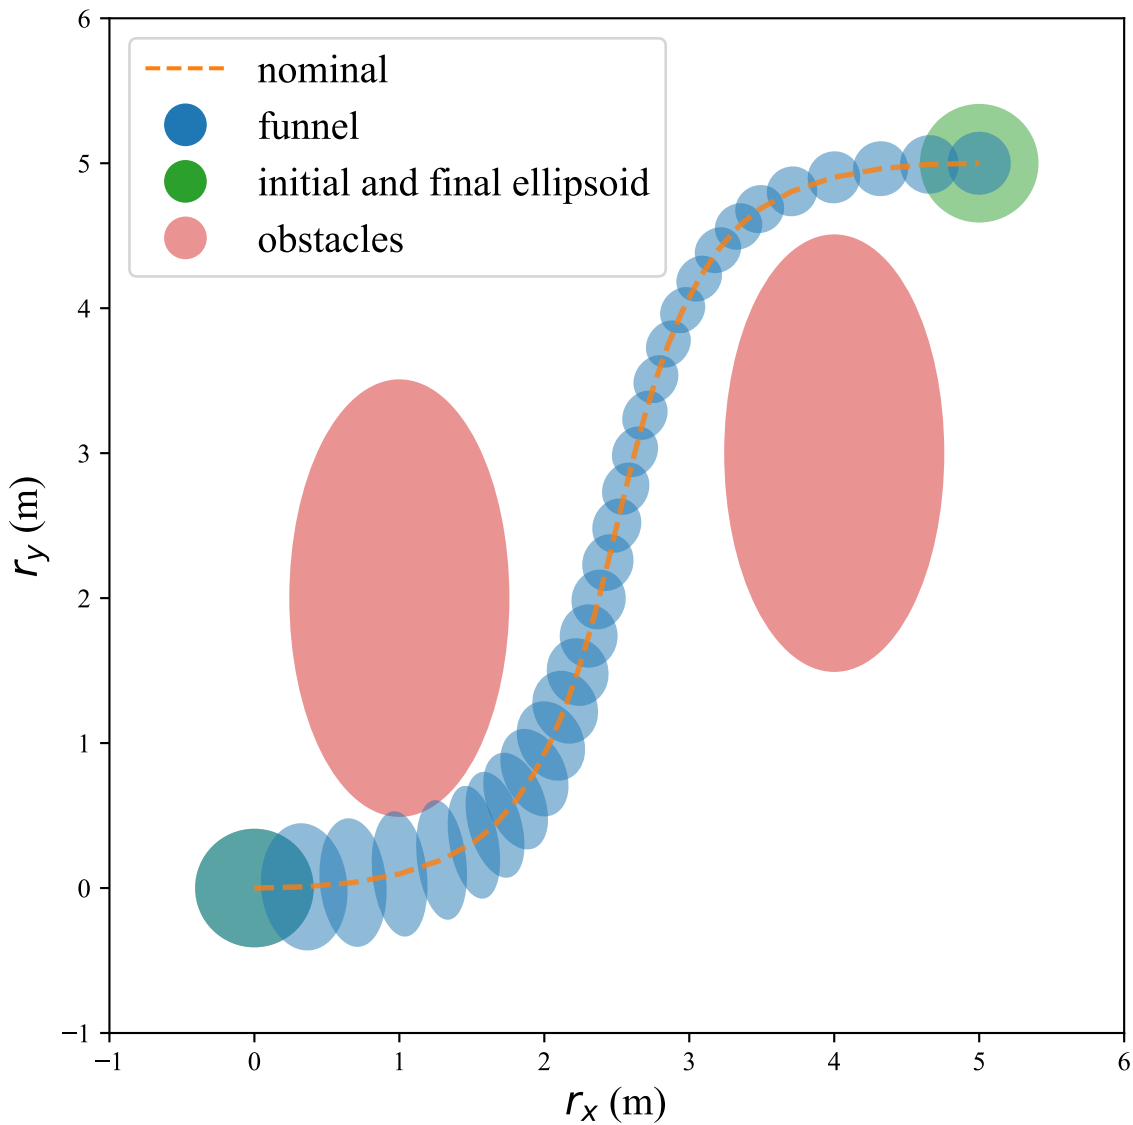 6
nominal
funnel
initial and final ellipsoid
obstacles
5
4
3
2
1
0
−1
r_y (m)
−1 0 1 2 3 4 5 6
r_x (m)